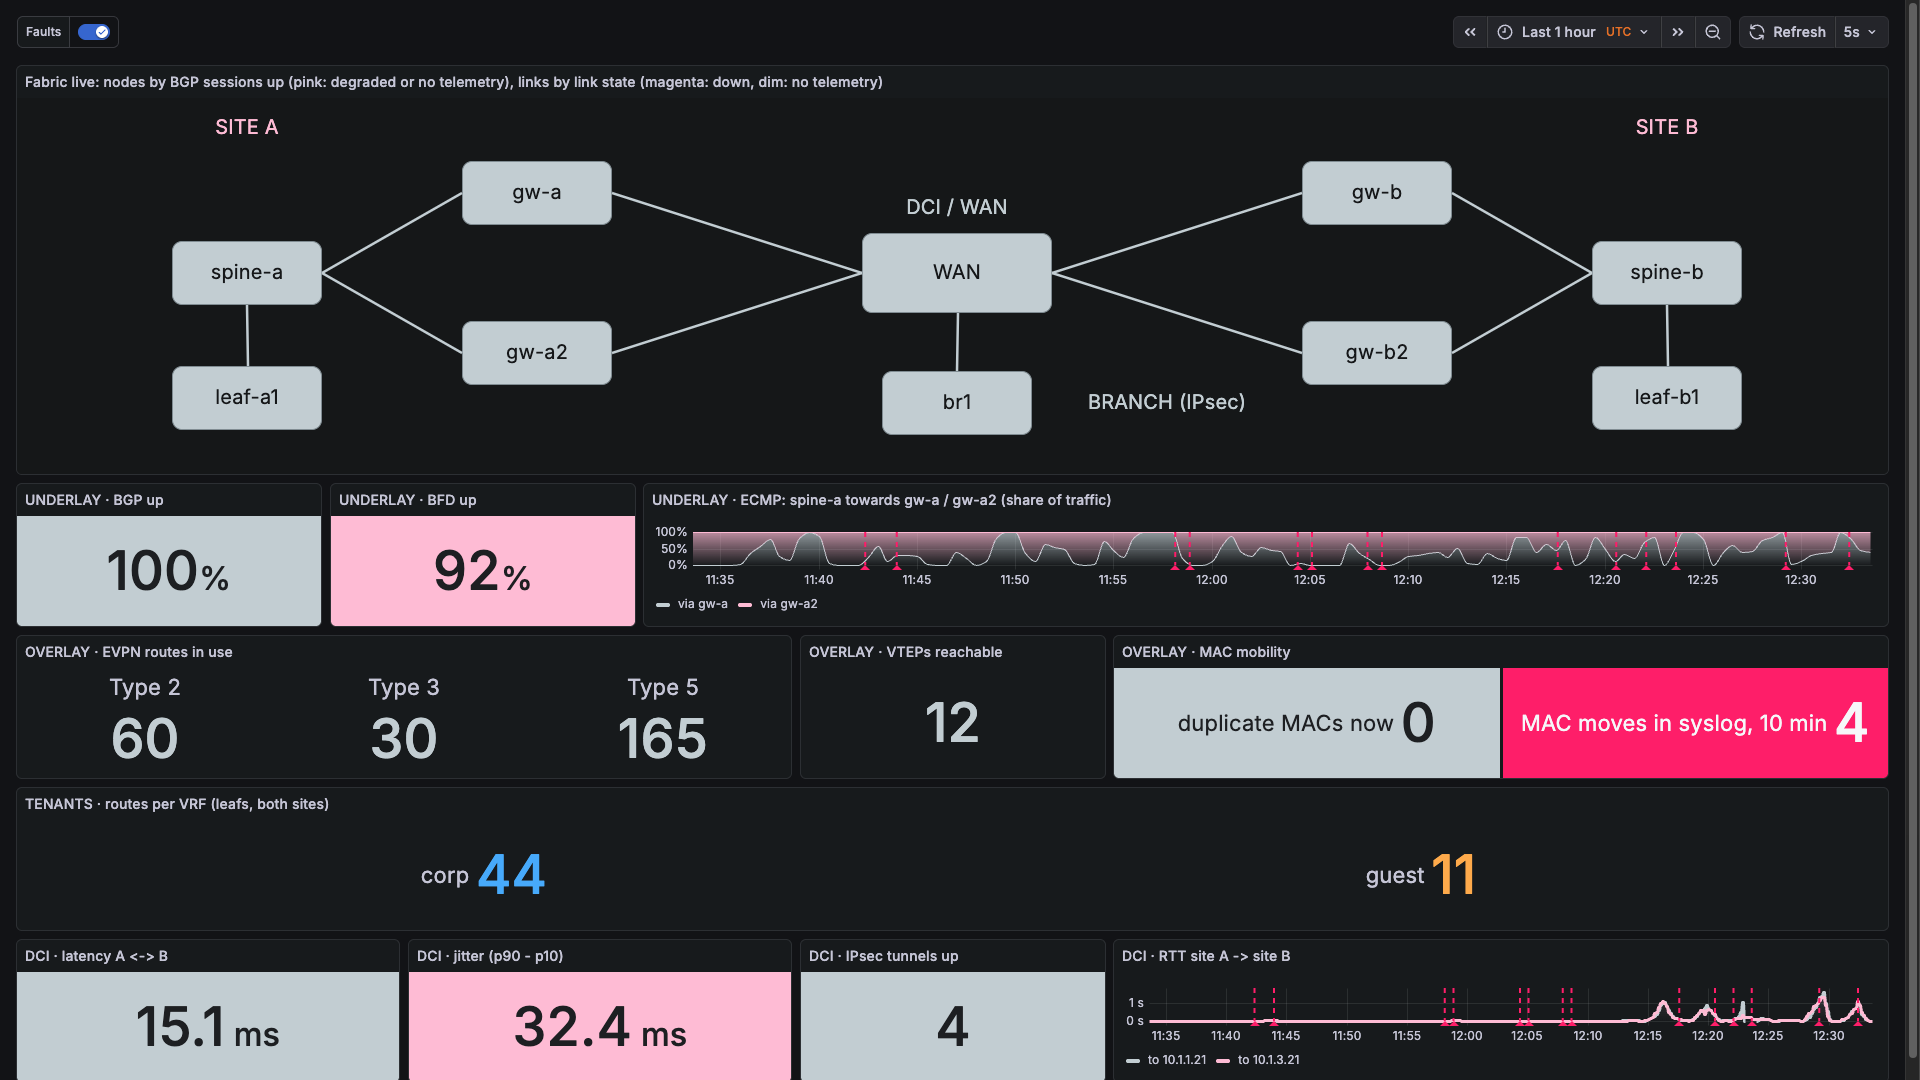 Faults
Last 1 hour UTC
Refresh 5s
Fabric live: nodes by BGP sessions up (pink: degraded or no telemetry), links by link state (magenta: down, dim: no telemetry)
SITE A
SITE B
gw-a
gw-b
DCI / WAN
spine-a
WAN
spine-b
gw-a2
gw-b2
leaf-a1
br1
BRANCH (IPsec)
leaf-b1
UNDERLAY · BGP up
100%
UNDERLAY · BFD up
92%
UNDERLAY · ECMP: spine-a towards gw-a / gw-a2 (share of traffic)
100%
50%
0%
11:35 11:40 11:45 11:50 11:55 12:00 12:05 12:10 12:15 12:20 12:25 12:30
via gw-a via gw-a2
OVERLAY · EVPN routes in use
Type 2 Type 3 Type 5
60 30 165
OVERLAY · VTEPs reachable
12
OVERLAY · MAC mobility
duplicate MACs now 0
MAC moves in syslog, 10 min 4
TENANTS · routes per VRF (leafs, both sites)
corp 44
guest 11
DCI · latency A <-> B
15.1 ms
DCI · jitter (p90 - p10)
32.4 ms
DCI · IPsec tunnels up
4
DCI · RTT site A -> site B
1 s
0 s
11:35 11:40 11:45 11:50 11:55 12:00 12:05 12:10 12:15 12:20 12:25 12:30
to 10.1.1.21 to 10.1.3.21